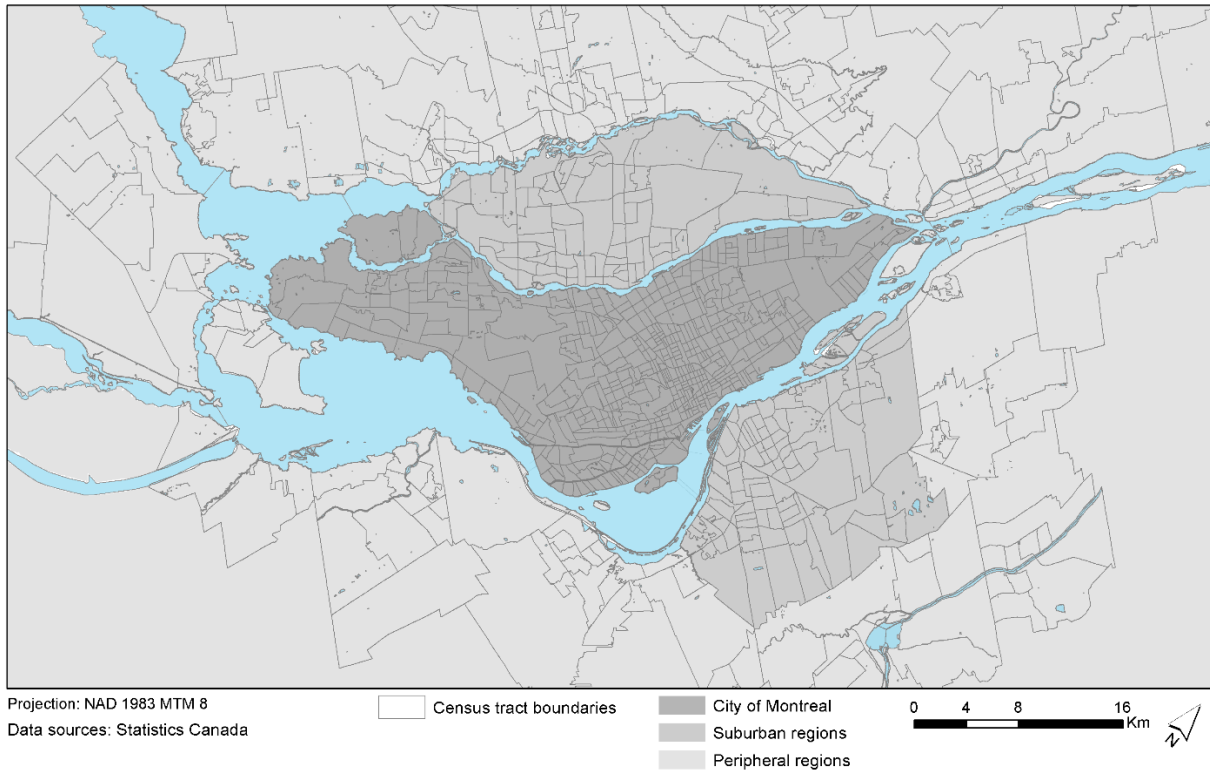 Projection: NAD 1983 MTM 8
Data sources: Statistics Canada
Census tract boundaries
City of Montreal
Suburban regions
Peripheral regions
0 4 8 16
Km
N